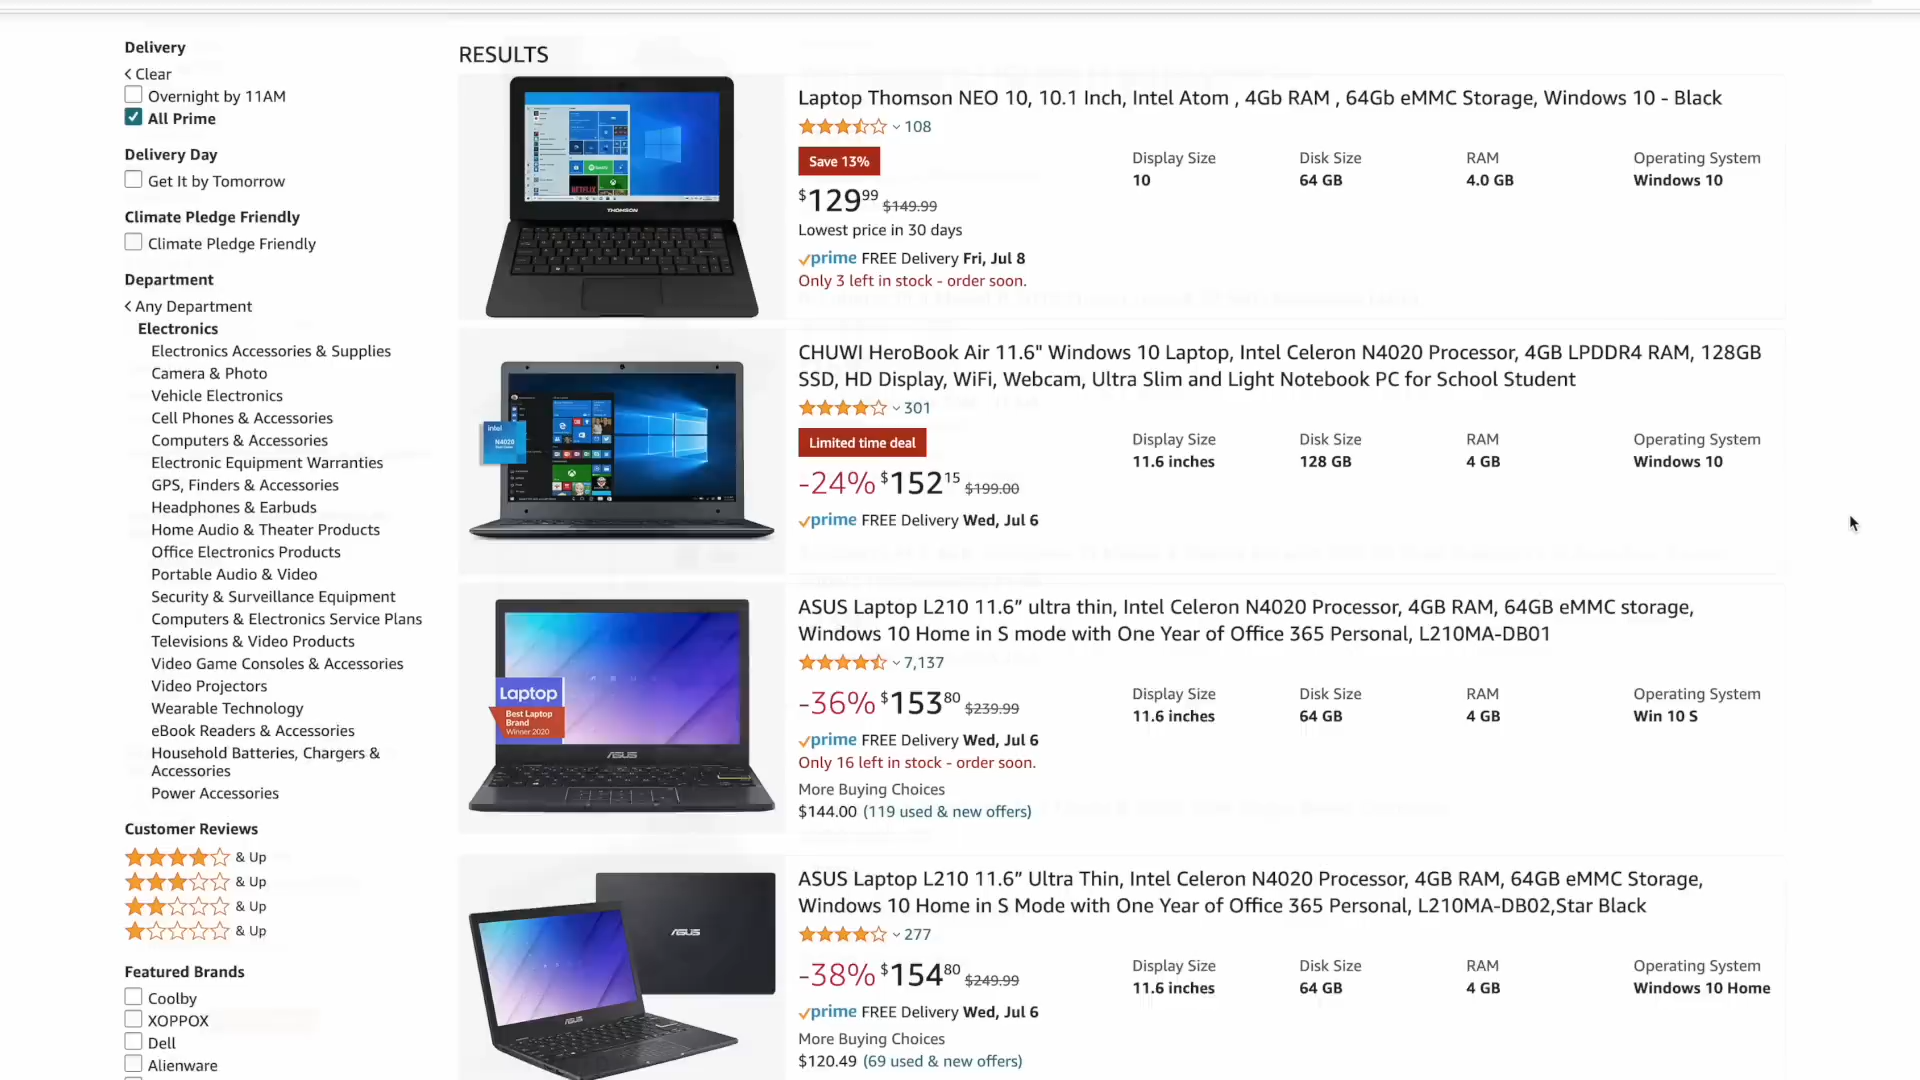 Delivery
Clear
Overnight by 11AM
All Prime
Delivery Day
Get It by Tomorrow
Climate Pledge Friendly
Climate Pledge Friendly
Department
Any Department
Electronics
Electronics Accessories & Supplies
Camera & Photo
Vehicle Electronics
Cell Phones & Accessories
Computers & Accessories
Electronic Equipment Warranties
GPS, Finders & Accessories
Headphones & Earbuds
Home Audio & Theater Products
Office Electronics Products
Portable Audio & Video
Security & Surveillance Equipment
Computers & Electronics Service Plans
Televisions & Video Products
Video Game Consoles & Accessories
Video Projectors
Wearable Technology
eBook Readers & Accessories
Household Batteries, Chargers &
Accessories
Power Accessories
Customer Reviews
& Up
& Up
& Up
& Up
Featured Brands
Coolby
XOPPOX
Dell
Alienware
RESULTS
THOMSON
NETFLIX
Laptop Thomson NEO 10, 10.1 Inch, Intel Atom , 4Gb RAM , 64Gb eMMC Storage, Windows 10 - Black
108
Save 13%
$129.99 $149.99
Lowest price in 30 days
prime FREE Delivery Fri, Jul 8
Only 3 left in stock - order soon.
Display Size Disk Size RAM Operating System
10 64 GB 4.0 GB Windows 10
intel
N4020
CHUWI HeroBook Air 11.6" Windows 10 Laptop, Intel Celeron N4020 Processor, 4GB LPDDR4 RAM, 128GB
SSD, HD Display, WiFi, Webcam, Ultra Slim and Light Notebook PC for School Student
301
Limited time deal
-24% $152.15 $199.00
prime FREE Delivery Wed, Jul 6
Display Size Disk Size RAM Operating System
11.6 inches 128 GB 4 GB Windows 10
Laptop
Best Laptop
Brand
Winner 2020
ASUS
ASUS Laptop L210 11.6” ultra thin, Intel Celeron N4020 Processor, 4GB RAM, 64GB eMMC storage,
Windows 10 Home in S mode with One Year of Office 365 Personal, L210MA-DB01
7,137
-36% $153.80 $239.99
prime FREE Delivery Wed, Jul 6
Only 16 left in stock - order soon.
More Buying Choices
$144.00 (119 used & new offers)
Display Size Disk Size RAM Operating System
11.6 inches 64 GB 4 GB Win 10 S
ASUS
ASUS
ASUS Laptop L210 11.6” Ultra Thin, Intel Celeron N4020 Processor, 4GB RAM, 64GB eMMC Storage,
Windows 10 Home in S Mode with One Year of Office 365 Personal, L210MA-DB02,Star Black
277
-38% $154.80 $249.99
prime FREE Delivery Wed, Jul 6
More Buying Choices
$120.49 (69 used & new offers)
Display Size Disk Size RAM Operating System
11.6 inches 64 GB 4 GB Windows 10 Home